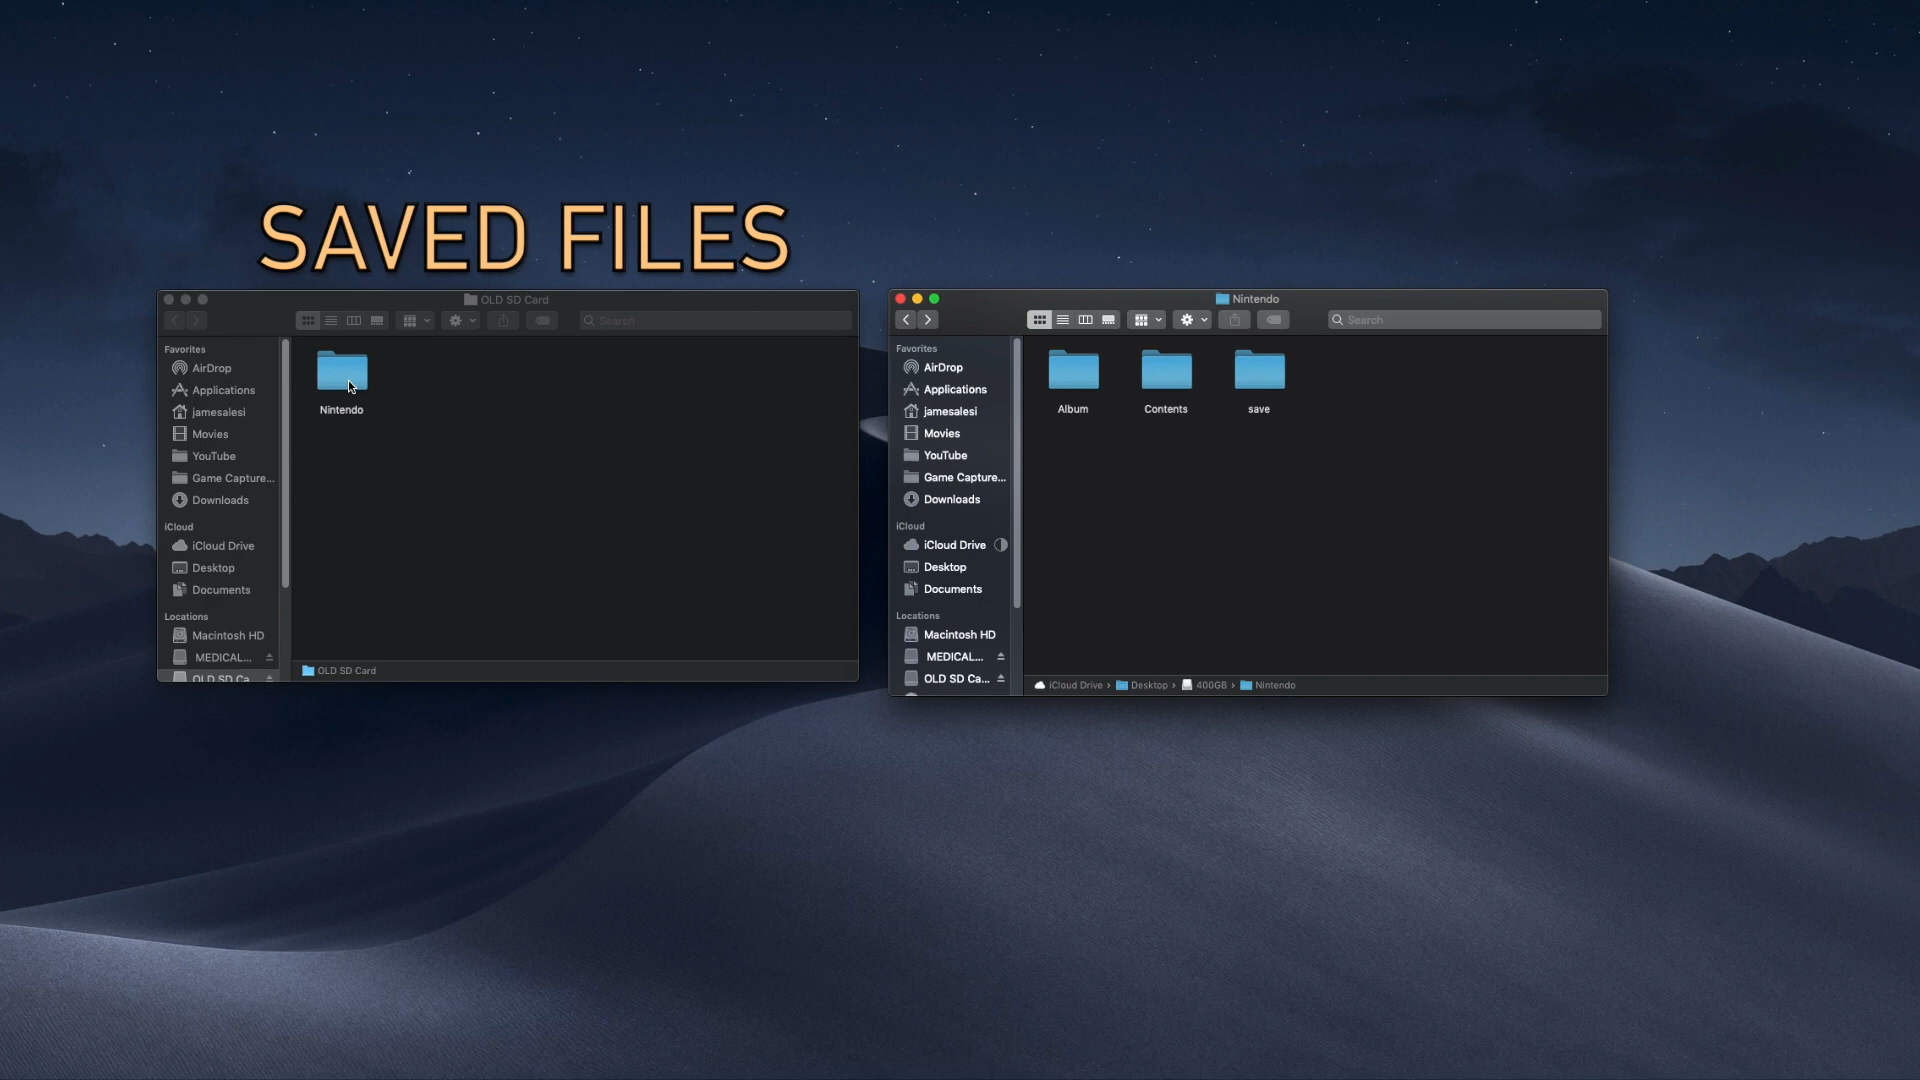 SAVED FILES
OLD SD Card
Search
Favorites
AirDrop
Applications
jamesalesi
Movies
YouTube
Game Capture...
Downloads
iCloud
iCloud Drive
Desktop
Documents
Locations
Macintosh HD
MEDICAL...
OLD SD Ca...
Nintendo
OLD SD Card
Nintendo
Search
Favorites
AirDrop
Applications
jamesalesi
Movies
YouTube
Game Capture...
Downloads
iCloud
iCloud Drive
Desktop
Documents
Locations
Macintosh HD
MEDICAL...
OLD SD Ca...
Album
Contents
save
iCloud Drive › Desktop › 400GB › Nintendo